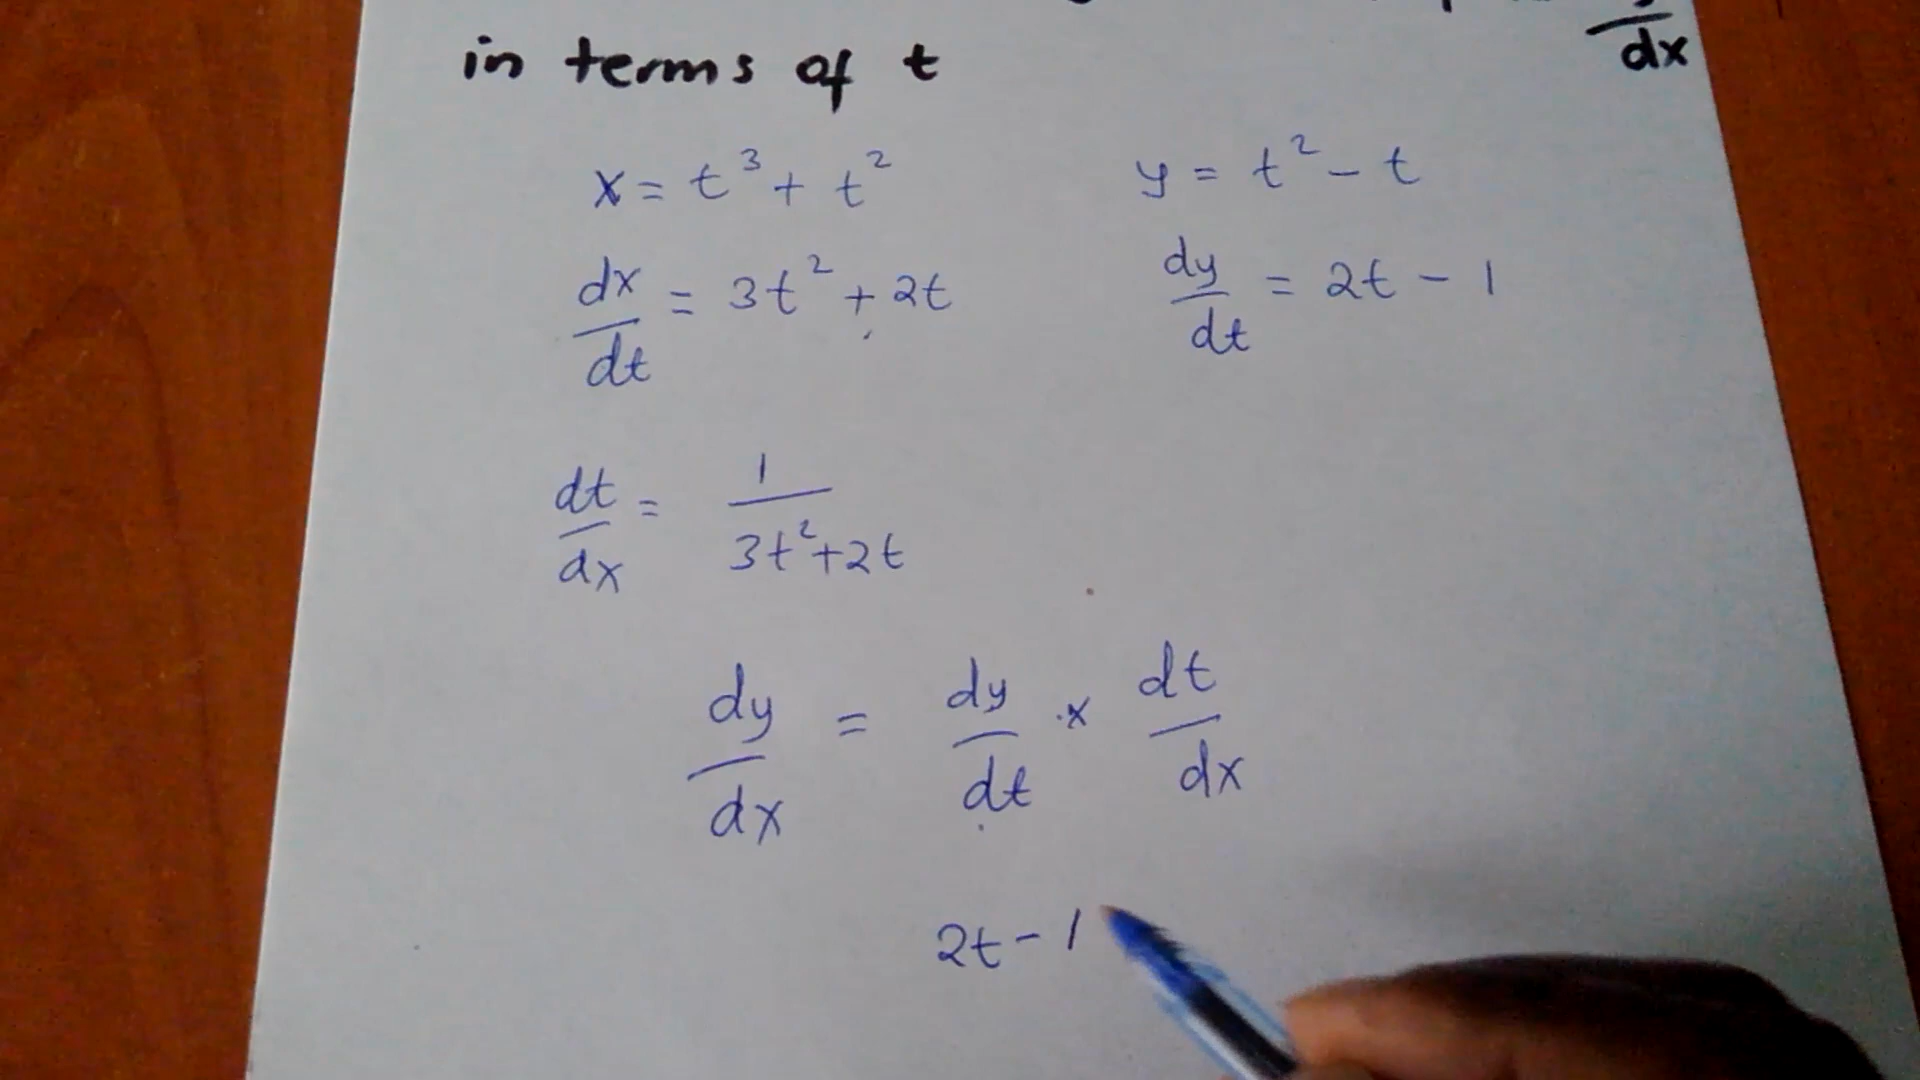 dx
in terms of t
x = t³ + t² y = t² - t
dx/dt = 3t² + 2t dy/dt = 2t - 1
dt/dx = 1/3t²+2t
dy/dx = dy/dt × dt/dx
2t - 1